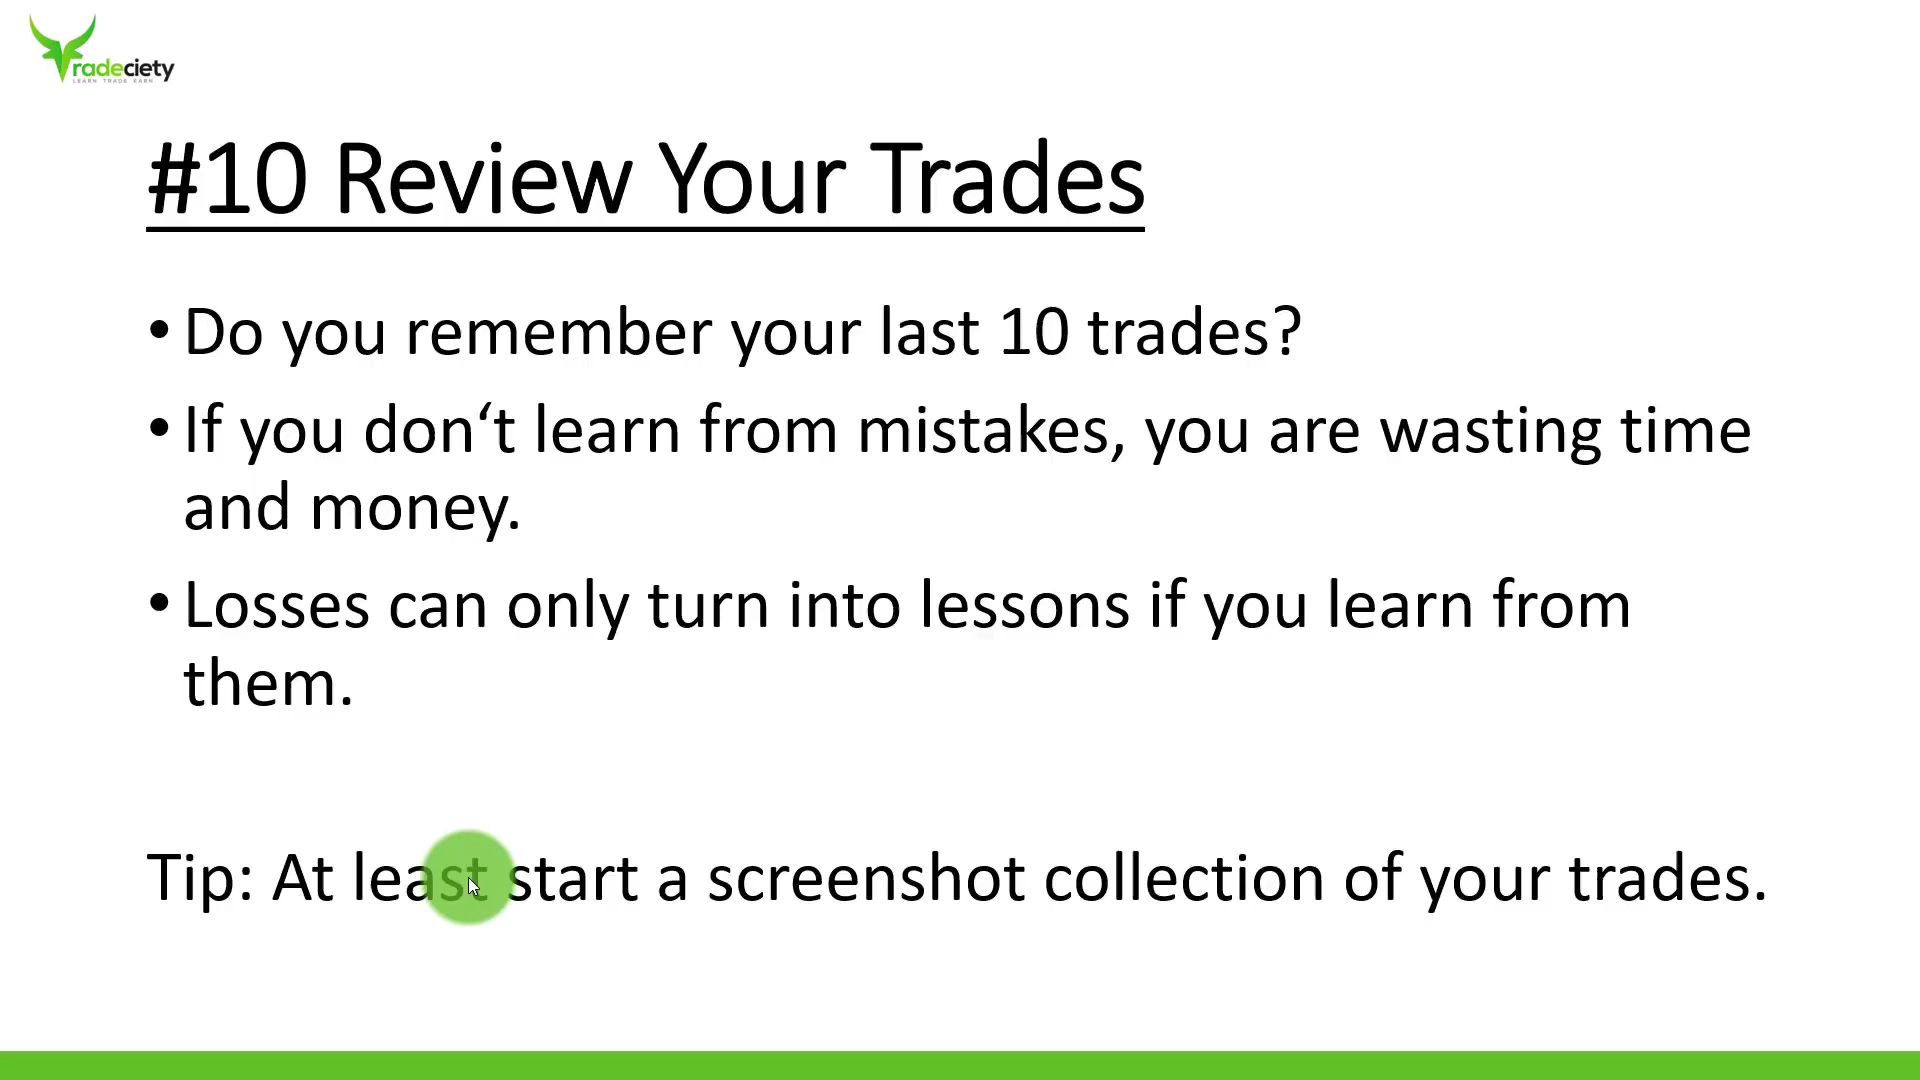 Tradeciety
LEARN TRADE EARN
#10 Review Your Trades
• Do you remember your last 10 trades?
• If you don‘t learn from mistakes, you are wasting time
and money.
• Losses can only turn into lessons if you learn from
them.
Tip: At least start a screenshot collection of your trades.